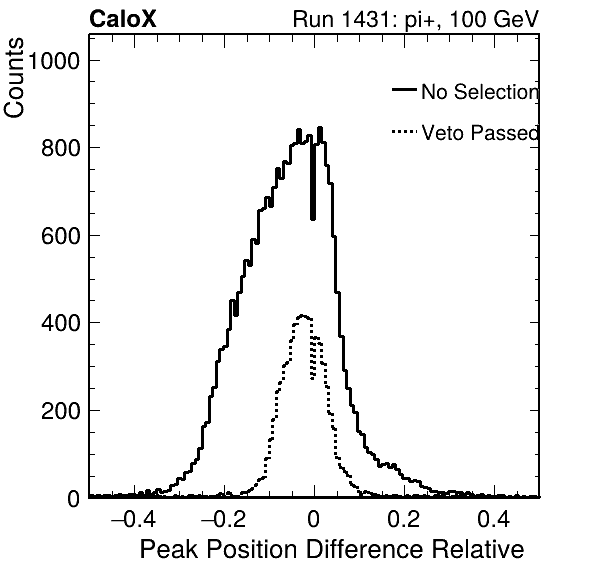 CaloX Run 1431: pi+, 100 GeV
Counts
1000
No Selection
Veto Passed
800
600
400
200
0
−0.4 −0.2 0 0.2 0.4
Peak Position Difference Relative